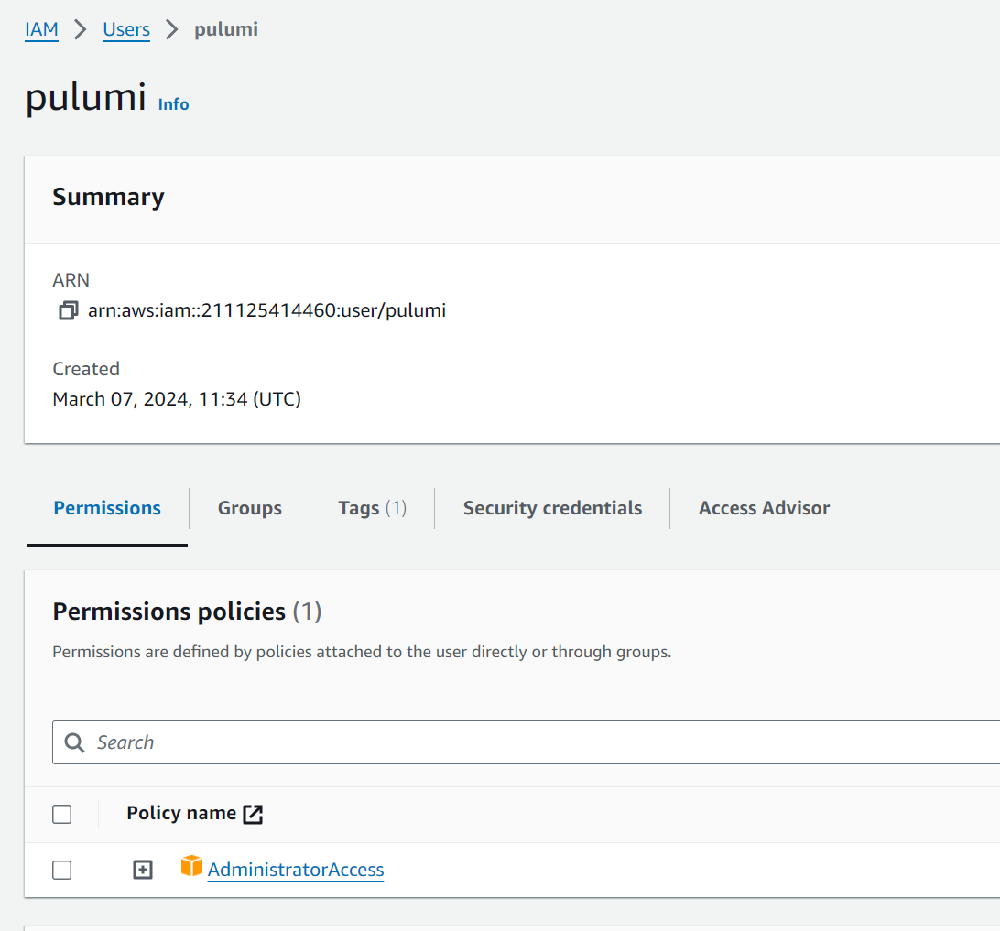 IAM > Users > pulumi
pulumi Info
Summary
ARN
arn:aws:iam::211125414460:user/pulumi
Created
March 07, 2024, 11:34 (UTC)
Permissions Groups Tags (1) Security credentials Access Advisor
Permissions policies (1)
Permissions are defined by policies attached to the user directly or through groups.
Search
Policy name
AdministratorAccess